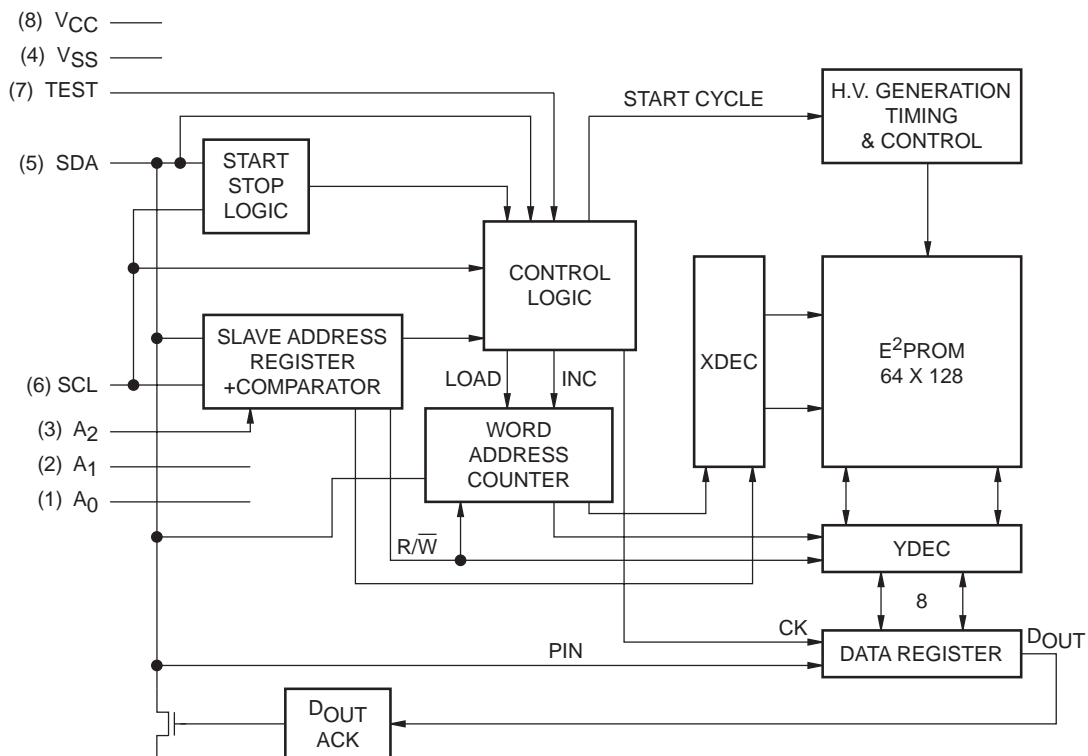 (8) VCC
(4) VSS
(7) TEST
(5) SDA
(6) SCL
(3) A2
(2) A1
(1) A0
START
STOP
LOGIC
SLAVE ADDRESS
REGISTER
+COMPARATOR
CONTROL
LOGIC
START CYCLE
H.V. GENERATION
TIMING
& CONTROL
LOAD
INC
WORD
ADDRESS
COUNTER
XDEC
E²PROM
64 X 128
R/W̅
YDEC
8
CK
PIN
DATA REGISTER
DOUT
DOUT
ACK